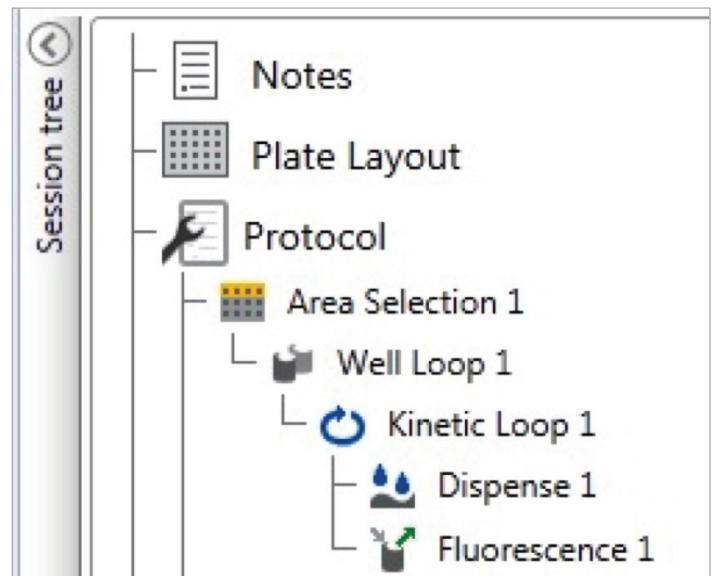 Session tree
Notes
Plate Layout
Protocol
Area Selection 1
Well Loop 1
Kinetic Loop 1
Dispense 1
Fluorescence 1